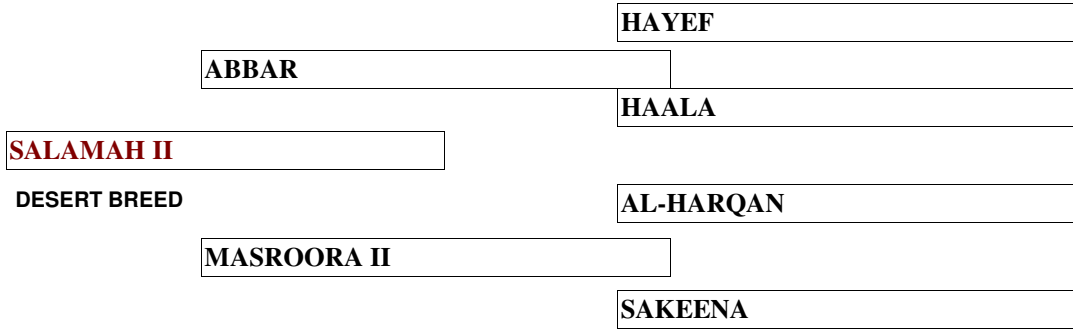 HAYEF
ABBAR
HAALA
SALAMAH II
DESERT BREED
AL-HARQAN
MASROORA II
SAKEENA